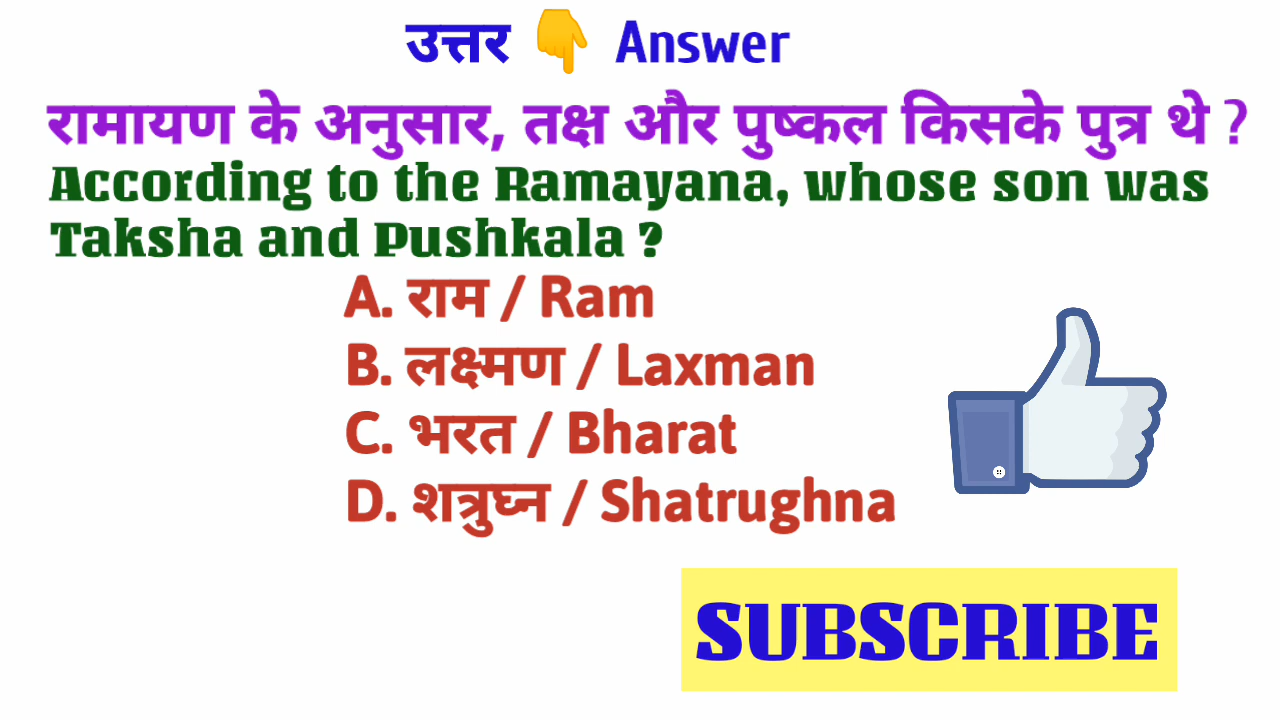 उत्तर 👇 Answer
रामायण के अनुसार, तक्ष और पुष्कल किसके पुत्र थे ?
According to the Ramayana, whose son was
Taksha and Pushkala ?
A. राम / Ram
B. लक्ष्मण / Laxman
C. भरत / Bharat
D. शत्रुघ्न / Shatrughna
SUBSCRIBE